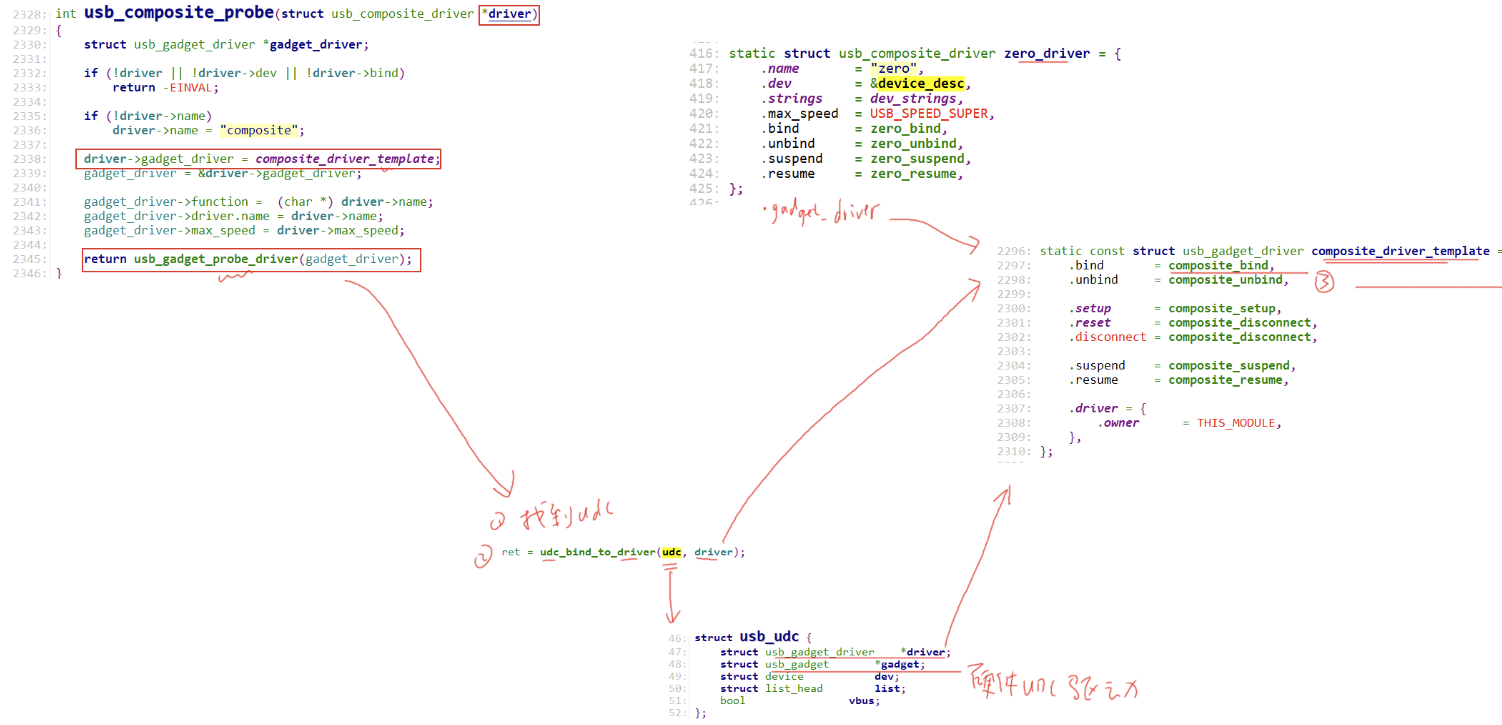 2328: int usb_composite_probe(struct usb_composite_driver *driver)
2329: {
2330: struct usb_gadget_driver *gadget_driver;
2331:
2332: if (!driver || !driver->dev || !driver->bind)
2333: return -EINVAL;
2334:
2335: if (!driver->name)
2336: driver->name = "composite";
2337:
2338: driver->gadget_driver = composite_driver_template;
2339: gadget_driver = &driver->gadget_driver;
2340:
2341: gadget_driver->function = (char *) driver->name;
2342: gadget_driver->driver.name = driver->name;
2343: gadget_driver->max_speed = driver->max_speed;
2344:
2345: return usb_gadget_probe_driver(gadget_driver);
2346: }
416: static struct usb_composite_driver zero_driver = {
417: .name = "zero",
418: .dev = &device_desc,
419: .strings = dev_strings,
420: .max_speed = USB_SPEED_SUPER,
421: .bind = zero_bind,
422: .unbind = zero_unbind,
423: .suspend = zero_suspend,
424: .resume = zero_resume,
425: };
426:
.gadget_driver
2296: static const struct usb_gadget_driver composite_driver_template =
2297: .bind = composite_bind,
2298: .unbind = composite_unbind,
③
2299:
2300: .setup = composite_setup,
2301: .reset = composite_disconnect,
2302: .disconnect = composite_disconnect,
2303:
2304: .suspend = composite_suspend,
2305: .resume = composite_resume,
2306:
2307: .driver = {
2308: .owner = THIS_MODULE,
2309: },
2310: };
① 找到udc
② ret = udc_bind_to_driver(udc, driver);
46: struct usb_udc {
47: struct usb_gadget_driver *driver;
48: struct usb_gadget *gadget;
49: struct device dev;
50: struct list_head list;
51: bool vbus;
52: };
硬件